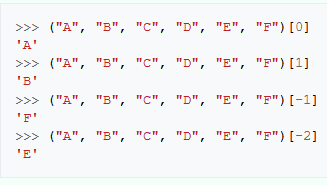 >>> ("A", "B", "C", "D", "E", "F")[0]
'A'
>>> ("A", "B", "C", "D", "E", "F")[1]
'B'
>>> ("A", "B", "C", "D", "E", "F")[-1]
'F'
>>> ("A", "B", "C", "D", "E", "F")[-2]
'E'